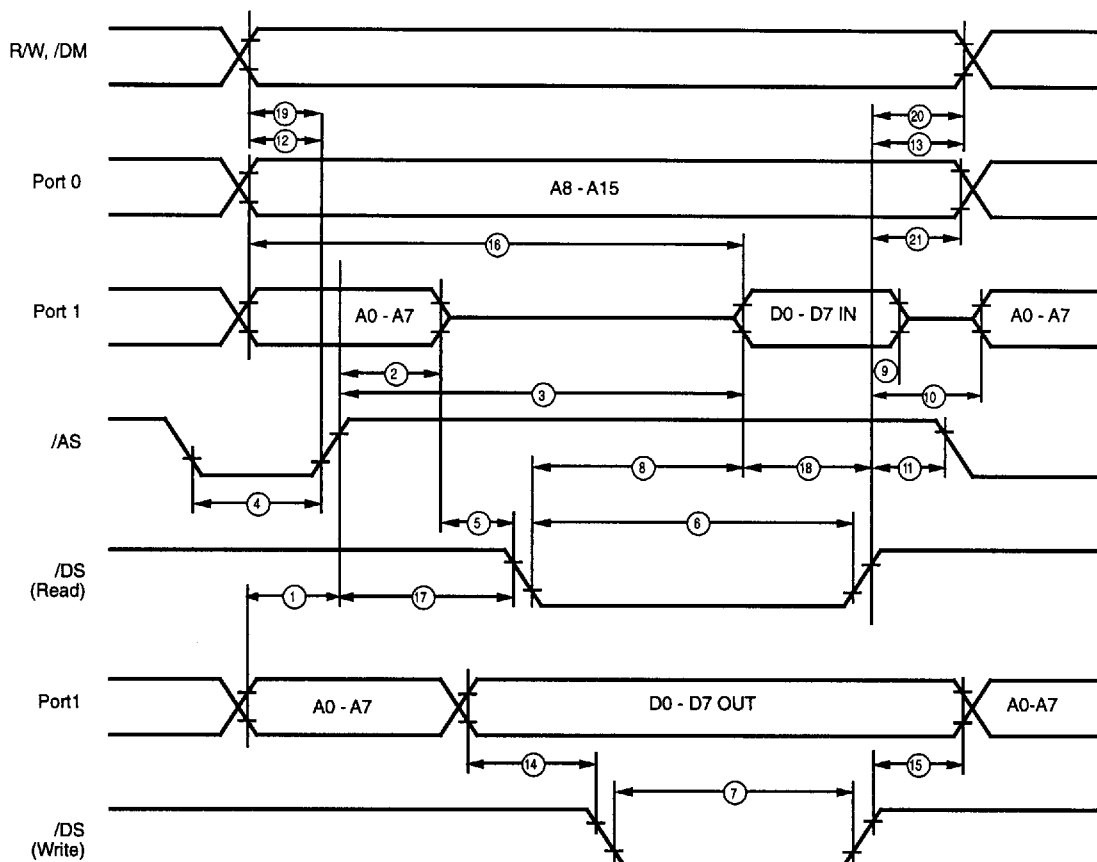 R/W, /DM
19
20
12
13
Port 0
A8 - A15
21
16
Port 1
A0 - A7
D0 - D7 IN
A0 - A7
2
9
3
10
/AS
8
18
11
4
5
6
/DS
(Read)
1
17
Port1
A0 - A7
D0 - D7 OUT
A0-A7
14
15
7
/DS
(Write)